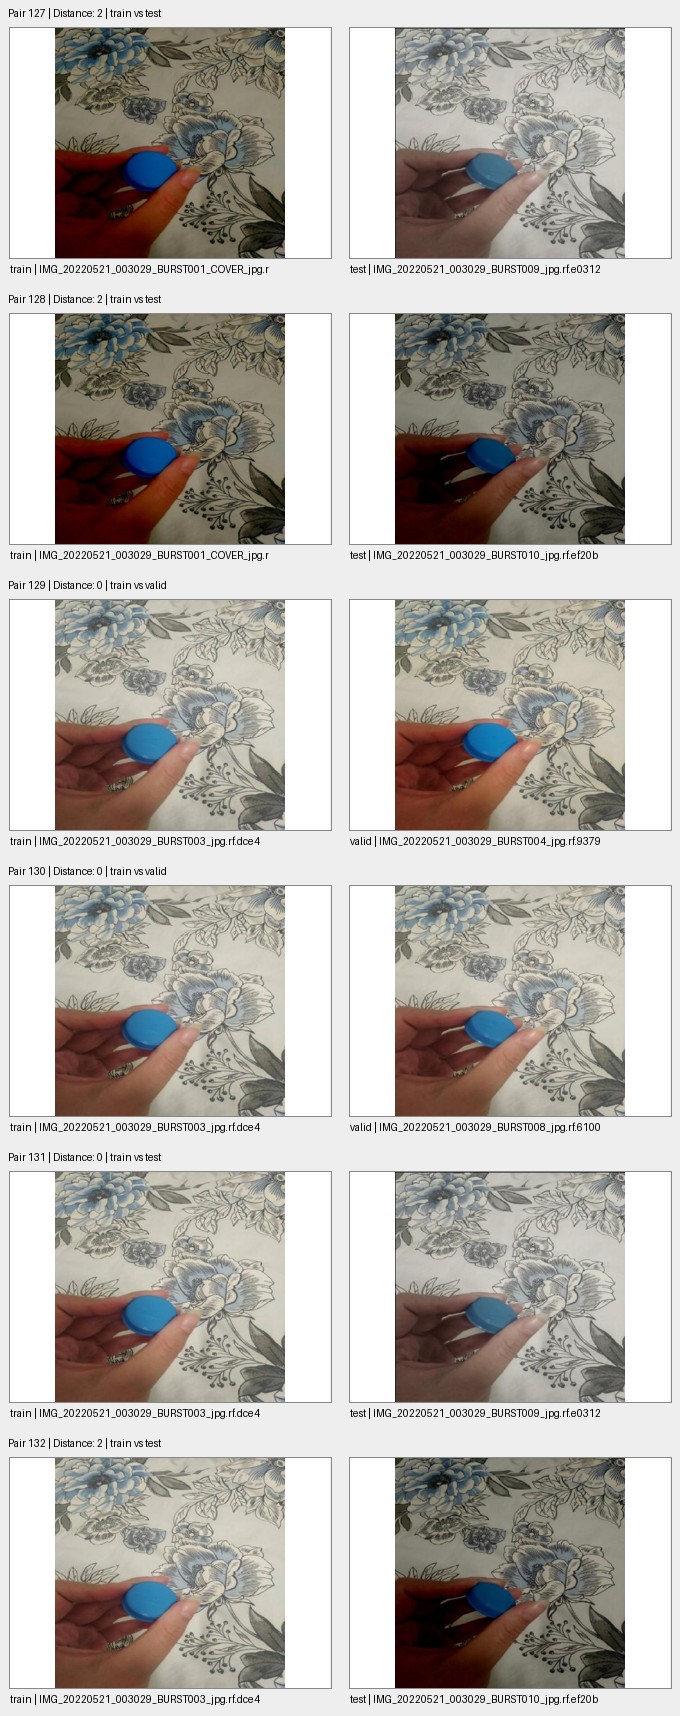 Pair 127 | Distance: 2 | train vs test
train | IMG_20220521_003029_BURST001_COVER_jpg.r
test | IMG_20220521_003029_BURST009_jpg.rf.e0312
Pair 128 | Distance: 2 | train vs test
train | IMG_20220521_003029_BURST001_COVER_jpg.r
test | IMG_20220521_003029_BURST010_jpg.rf.ef20b
Pair 129 | Distance: 0 | train vs valid
train | IMG_20220521_003029_BURST003_jpg.rf.dce4
valid | IMG_20220521_003029_BURST004_jpg.rf.9379
Pair 130 | Distance: 0 | train vs valid
train | IMG_20220521_003029_BURST003_jpg.rf.dce4
valid | IMG_20220521_003029_BURST008_jpg.rf.6100
Pair 131 | Distance: 0 | train vs test
train | IMG_20220521_003029_BURST003_jpg.rf.dce4
test | IMG_20220521_003029_BURST009_jpg.rf.e0312
Pair 132 | Distance: 2 | train vs test
train | IMG_20220521_003029_BURST003_jpg.rf.dce4
test | IMG_20220521_003029_BURST010_jpg.rf.ef20b